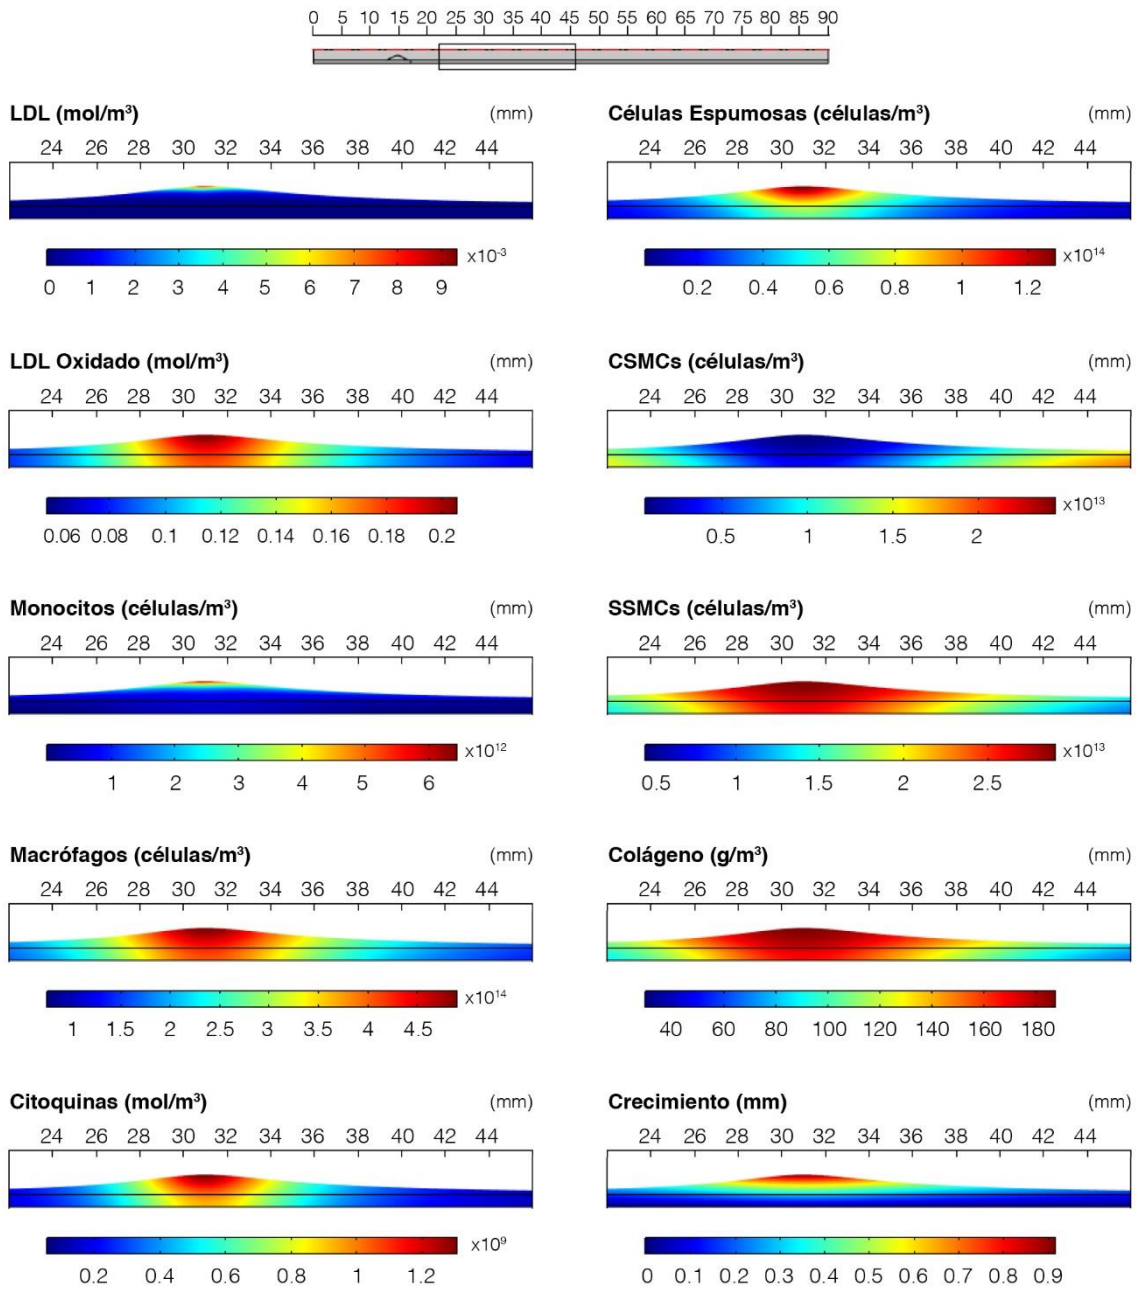 0 5 10 15 20 25 30 35 40 45 50 55 60 65 70 75 80 85 90
LDL (mol/m³) (mm)
24 26 28 30 32 34 36 38 40 42 44
x10⁻³
0 1 2 3 4 5 6 7 8 9
Células Espumosas (células/m³) (mm)
24 26 28 30 32 34 36 38 40 42 44
x10¹⁴
0.2 0.4 0.6 0.8 1 1.2
LDL Oxidado (mol/m³) (mm)
24 26 28 30 32 34 36 38 40 42 44
0.06 0.08 0.1 0.12 0.14 0.16 0.18 0.2
CSMCs (células/m³) (mm)
24 26 28 30 32 34 36 38 40 42 44
x10¹³
0.5 1 1.5 2
Monocitos (células/m³) (mm)
24 26 28 30 32 34 36 38 40 42 44
x10¹²
1 2 3 4 5 6
SSMCs (células/m³) (mm)
24 26 28 30 32 34 36 38 40 42 44
x10¹³
0.5 1 1.5 2 2.5
Macrófagos (células/m³) (mm)
24 26 28 30 32 34 36 38 40 42 44
x10¹⁴
1 1.5 2 2.5 3 3.5 4 4.5
Colágeno (g/m³) (mm)
24 26 28 30 32 34 36 38 40 42 44
40 60 80 100 120 140 160 180
Citoquinas (mol/m³) (mm)
24 26 28 30 32 34 36 38 40 42 44
x10⁹
0.2 0.4 0.6 0.8 1 1.2
Crecimiento (mm) (mm)
24 26 28 30 32 34 36 38 40 42 44
0 0.1 0.2 0.3 0.4 0.5 0.6 0.7 0.8 0.9